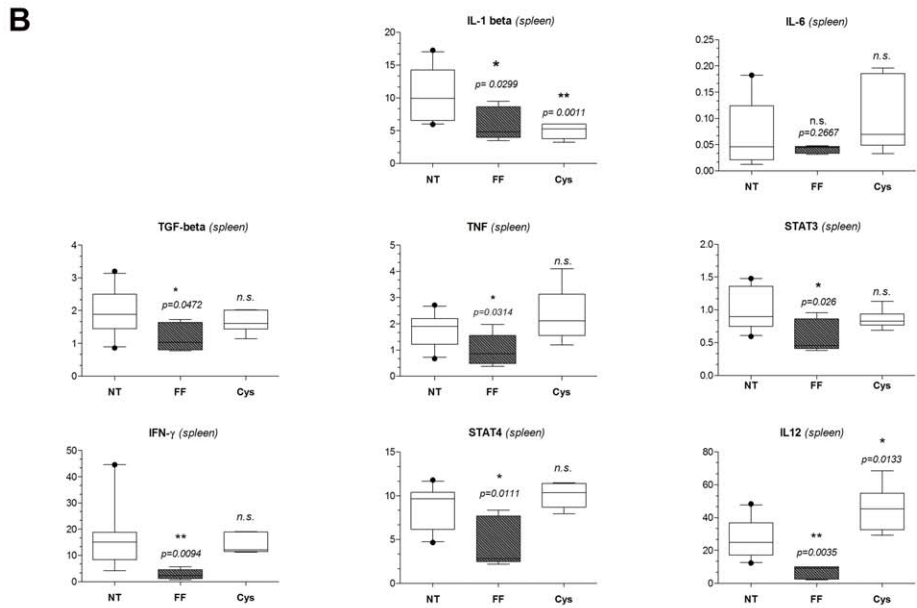 B
IL-1 beta (spleen)
20
15
10
5
0
*
p= 0.0299
**
p= 0.0011
NT FF Cys
IL-6 (spleen)
0.25
0.20
0.15
0.10
0.05
0.00
n.s.
p=0.2667
n.s.
NT FF Cys
TGF-beta (spleen)
4
3
2
1
0
*
p=0.0472
n.s.
NT FF Cys
TNF (spleen)
5
4
3
2
1
0
*
p=0.0314
n.s.
NT FF Cys
STAT3 (spleen)
2.0
1.5
1.0
0.5
0.0
*
p=0.026
n.s.
NT FF Cys
IFN-γ (spleen)
50
40
30
20
10
0
**
p=0.0094
n.s.
NT FF Cys
STAT4 (spleen)
15
10
5
0
*
p=0.0111
n.s.
NT FF Cys
IL12 (spleen)
80
60
40
20
0
**
p=0.0035
*
p=0.0133
NT FF Cys